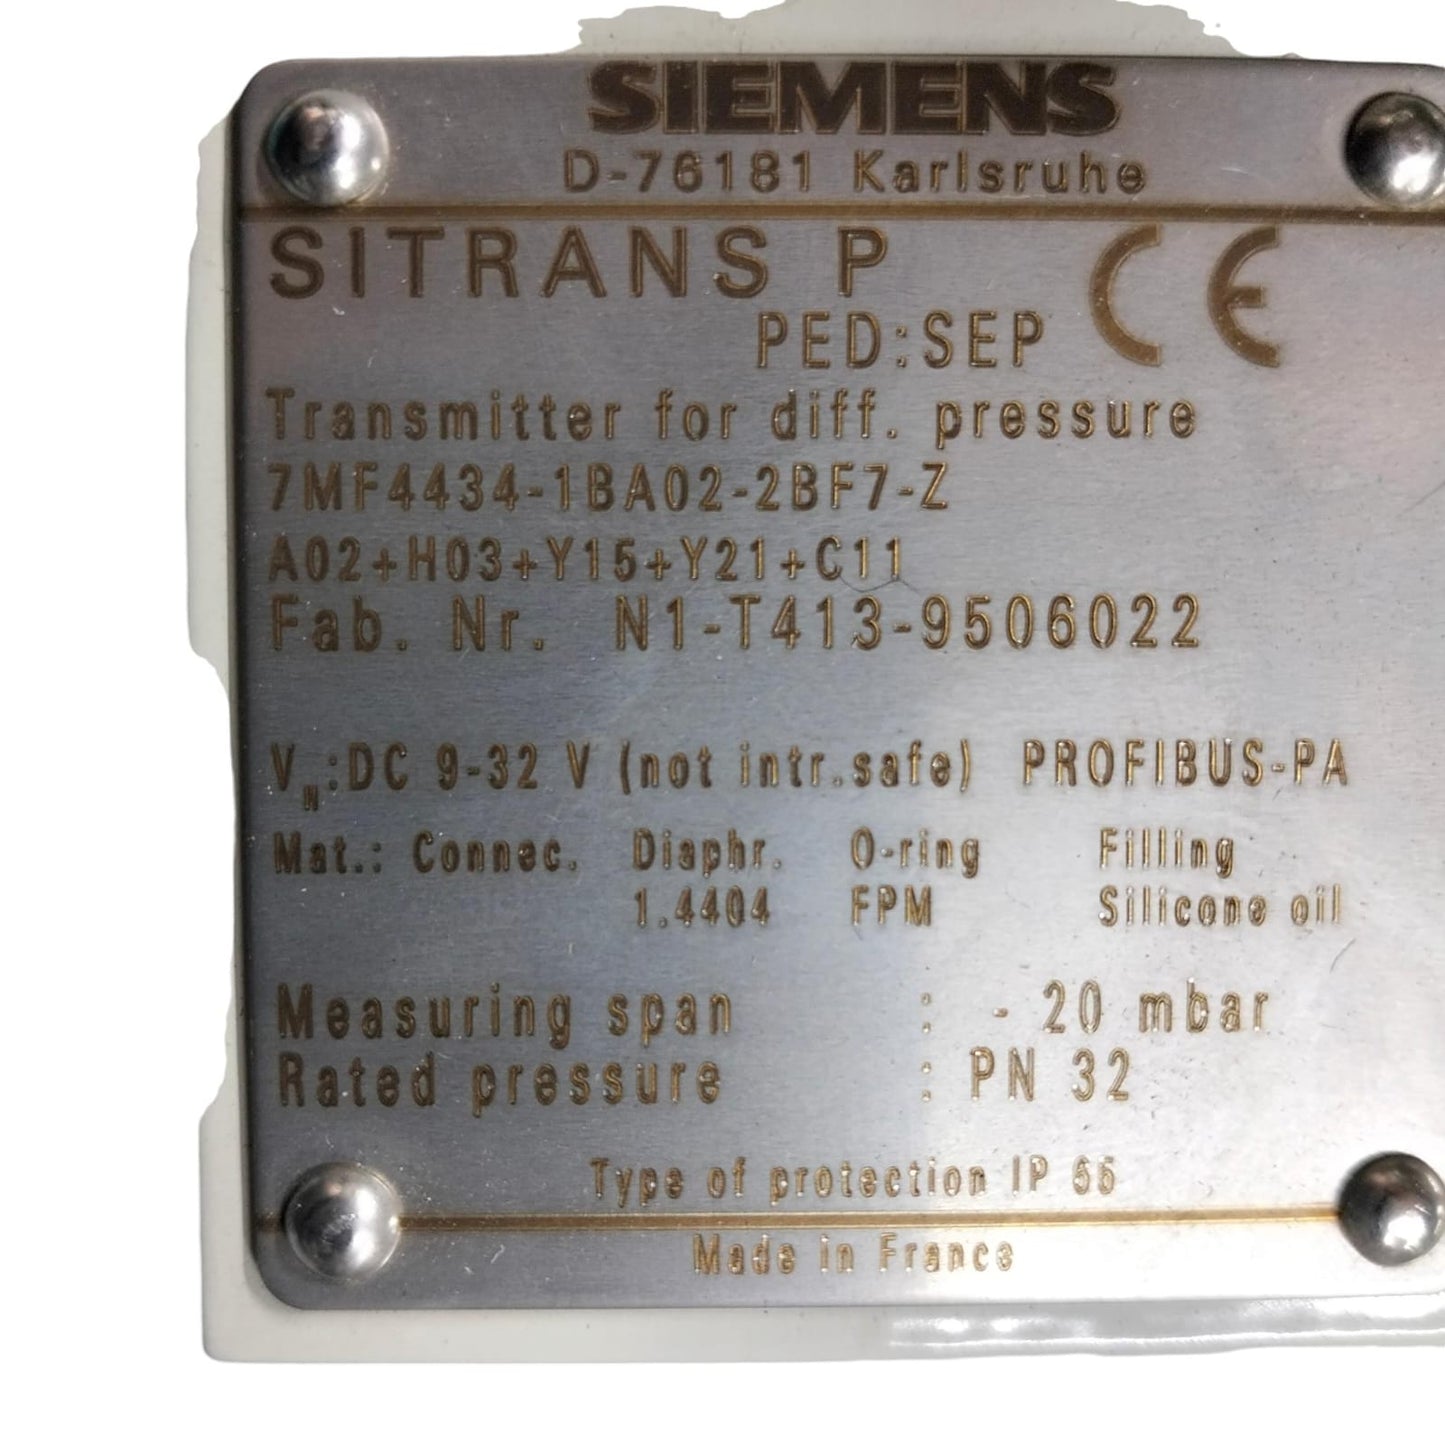 SIEMENS
D-76181 Karlsruhe
SITRANS P CE
PED:SEP
Transmitter for diff. pressure
7MF4434-1BA02-2BF7-Z
A02+H03+Y15+Y21+C11
Fab. Nr. N1-T413-9506022
VN:DC 9-32 V (not intr.safe) PROFIBUS-PA
Mat.: Connec. Diaphr. O-ring Filling
1.4404 FPM Silicone oil
Measuring span : - 20 mbar
Rated pressure : PN 32
Type of protection IP 65
Made in France